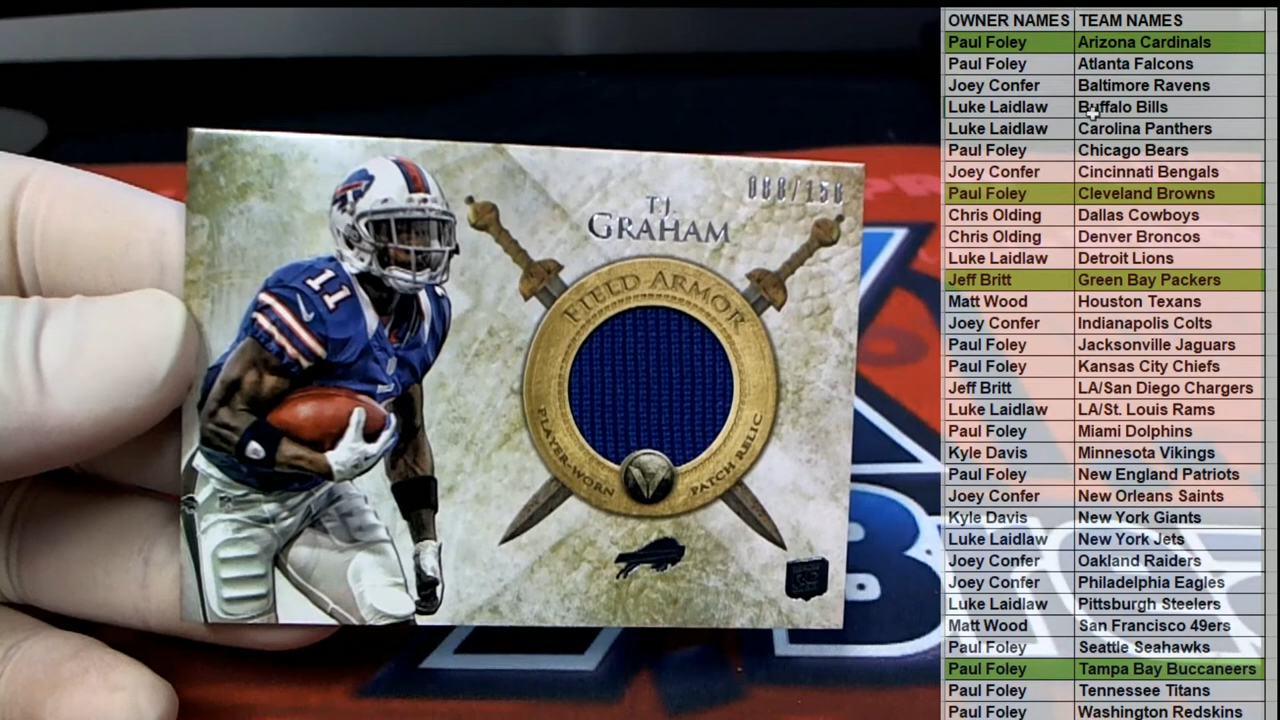 T.J.
GRAHAM
FIELD ARMOR
PLAYER-WORN
PATCH RELIC
11
OWNER NAMES TEAM NAMES
Paul Foley Arizona Cardinals
Paul Foley Atlanta Falcons
Joey Confer Baltimore Ravens
Luke Laidlaw Buffalo Bills
Luke Laidlaw Carolina Panthers
Paul Foley Chicago Bears
Joey Confer Cincinnati Bengals
Paul Foley Cleveland Browns
Chris Olding Dallas Cowboys
Chris Olding Denver Broncos
Luke Laidlaw Detroit Lions
Jeff Britt Green Bay Packers
Matt Wood Houston Texans
Joey Confer Indianapolis Colts
Paul Foley Jacksonville Jaguars
Paul Foley Kansas City Chiefs
Jeff Britt LA/San Diego Chargers
Luke Laidlaw LA/St. Louis Rams
Paul Foley Miami Dolphins
Kyle Davis Minnesota Vikings
Paul Foley New England Patriots
Joey Confer New Orleans Saints
Kyle Davis New York Giants
Luke Laidlaw New York Jets
Joey Confer Oakland Raiders
Joey Confer Philadelphia Eagles
Luke Laidlaw Pittsburgh Steelers
Matt Wood San Francisco 49ers
Paul Foley Seattle Seahawks
Paul Foley Tampa Bay Buccaneers
Paul Foley Tennessee Titans
Paul Foley Washington Redskins